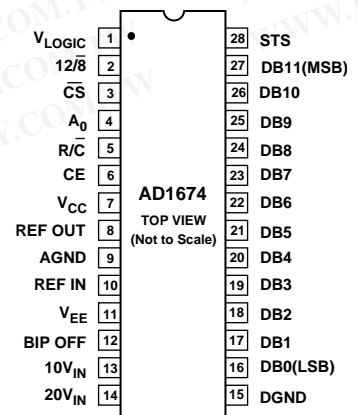 V_LOGIC 1
12/8̅ 2
C̅S̅ 3
A₀ 4
R/C̅ 5
CE 6
V_CC 7
REF OUT 8
AGND 9
REF IN 10
V_EE 11
BIP OFF 12
10V_IN 13
20V_IN 14
AD1674
TOP VIEW
(Not to Scale)
28 STS
27 DB11(MSB)
26 DB10
25 DB9
24 DB8
23 DB7
22 DB6
21 DB5
20 DB4
19 DB3
18 DB2
17 DB1
16 DB0(LSB)
15 DGND